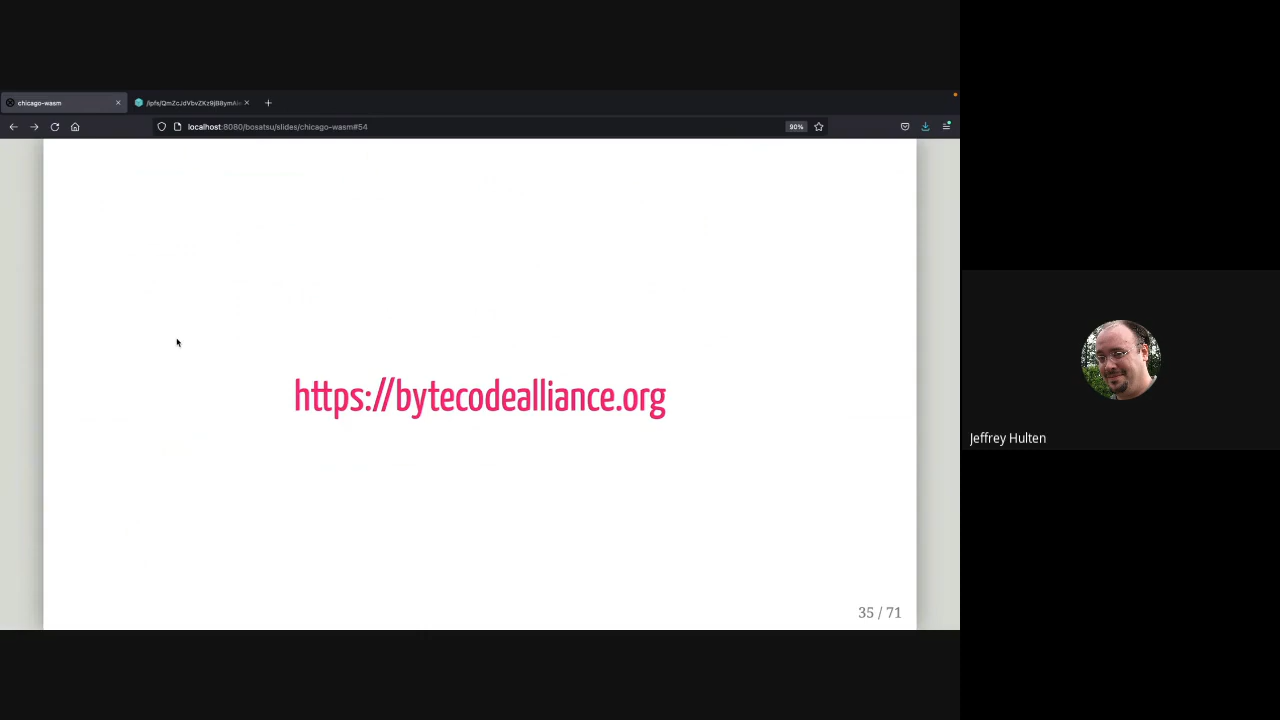 chicago-wasm
localhost:8080/bosatsu/slides/chicago-wasm#54
90%
https://bytecodealliance.org
35 / 71
Jeffrey Hulten